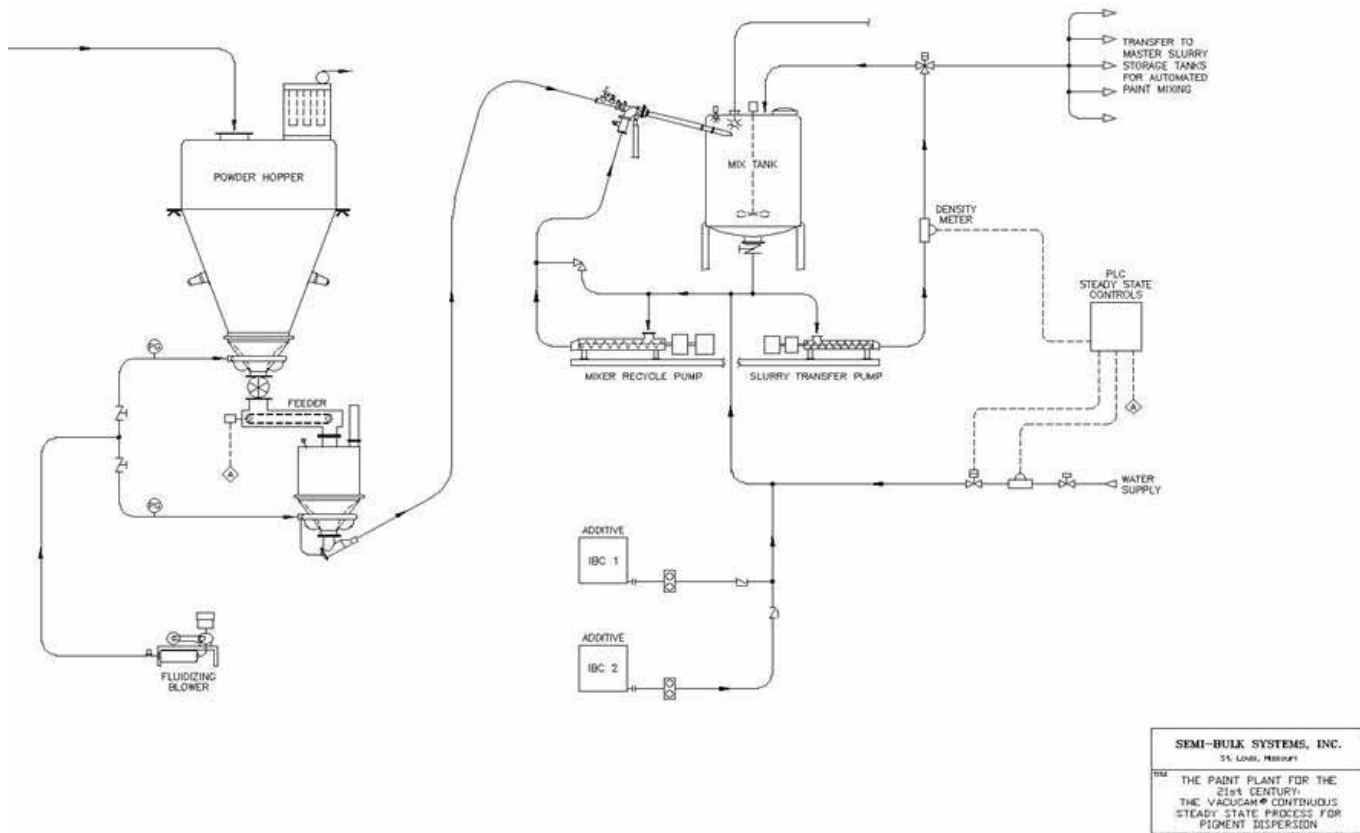 TRANSFER TO
MASTER SLURRY
STORAGE TANKS
FOR AUTOMATED
PAINT MIXING
POWDER HOPPER
MIX TANK
DENSITY
METER
PLC
STEADY STATE
CONTROLS
PG
MIXER RECYCLE PUMP
SLURRY TRANSFER PUMP
FEEDER
A
A
WATER
SUPPLY
PG
ADDITIVE
IBC 1
ADDITIVE
IBC 2
FLUIDIZING
BLOWER
SEMI-BULK SYSTEMS, INC.
St. Louis, Missouri
TITLE
THE PAINT PLANT FOR THE
21st CENTURY:
THE VACUCAM® CONTINUOUS
STEADY STATE PROCESS FOR
PIGMENT DISPERSION